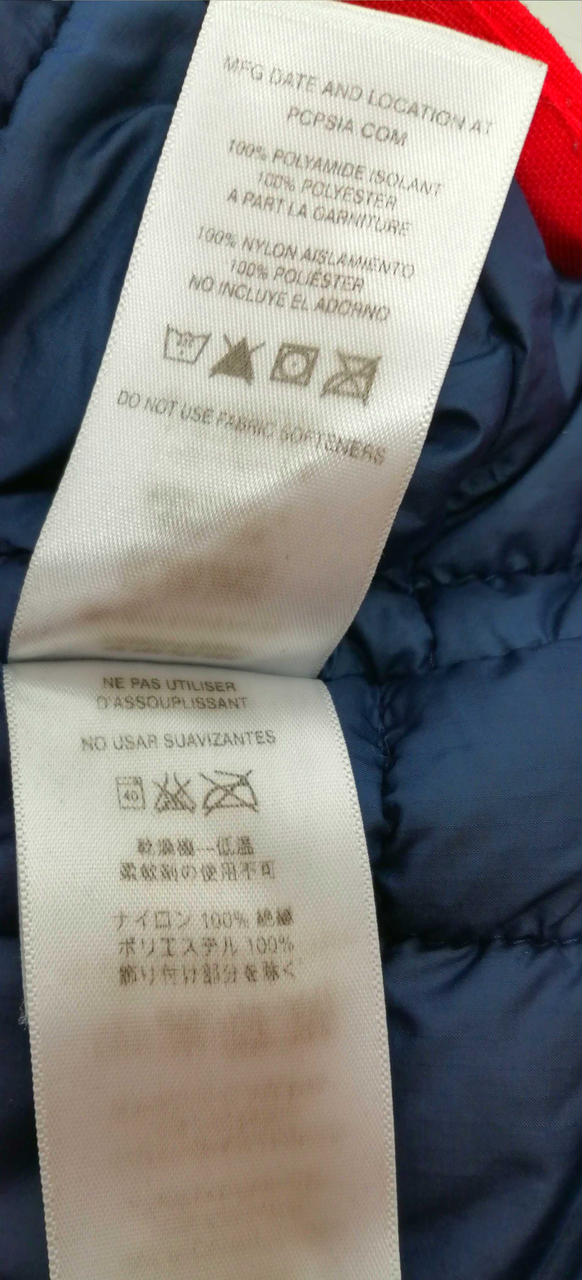 MFG DATE AND LOCATION AT
PCPSIA COM
100% POLYAMIDE ISOLANT
100% POLYESTER
A PART LA GARNITURE
100% NYLON AISLAMIENTO
100% POLIÉSTER
NO INCLUYE EL ADORNO
DO NOT USE FABRIC SOFTENERS
NE PAS UTILISER
D'ASSOUPLISSANT
NO USAR SUAVIZANTES
40
乾燥機—低温
柔軟剤の使用不可
ナイロン 100% 絶縁
ポリエステル 100%
飾り付け部分を除く